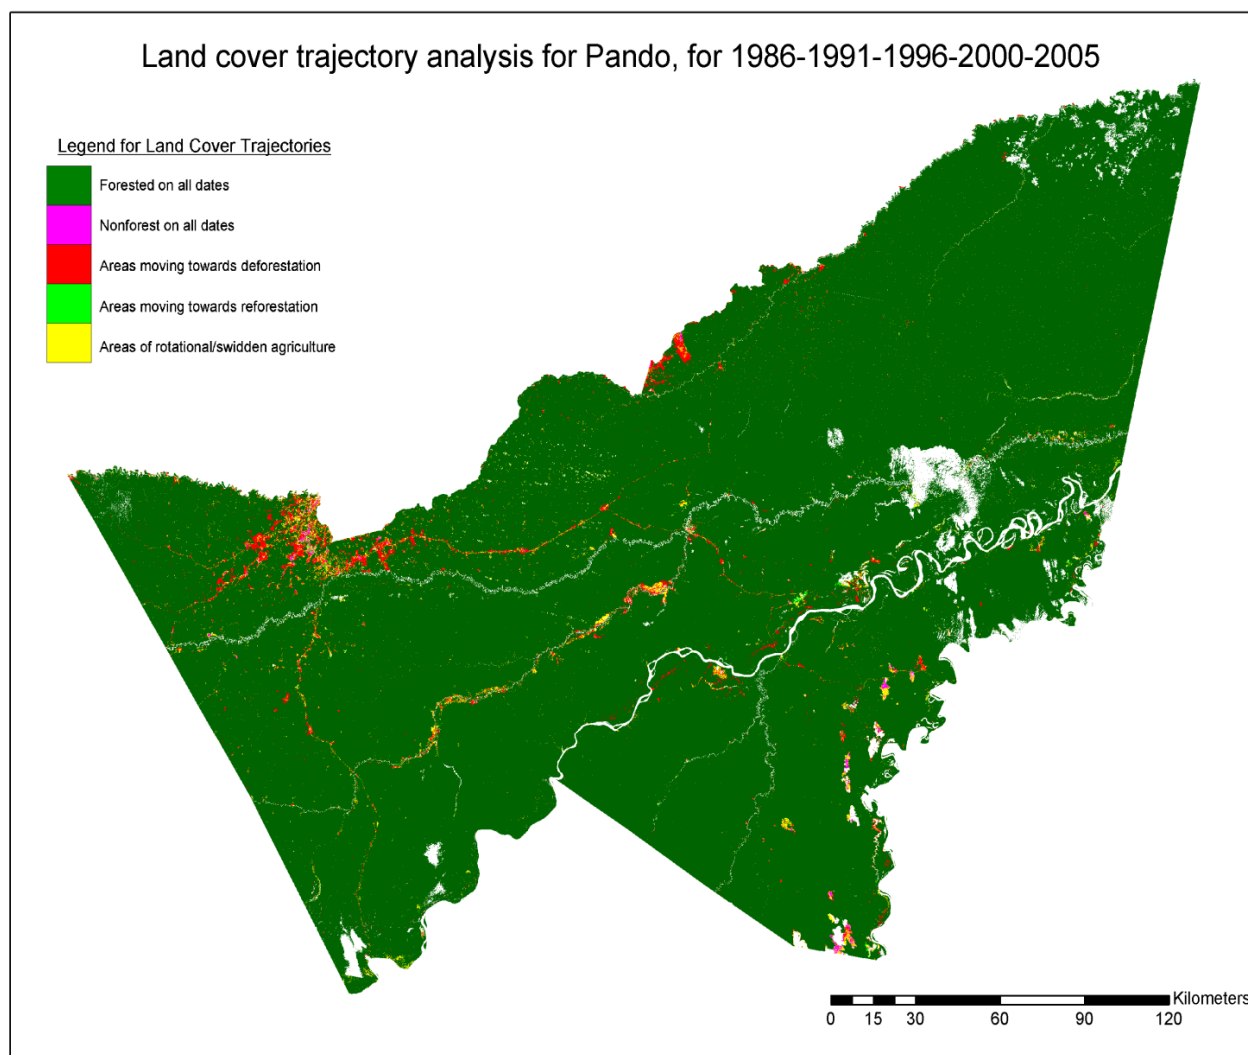 Land cover trajectory analysis for Pando, for 1986-1991-1996-2000-2005
Legend for Land Cover Trajectories
Forested on all dates
Nonforest on all dates
Areas moving towards deforestation
Areas moving towards reforestation
Areas of rotational/swidden agriculture
Kilometers
0 15 30 60 90 120